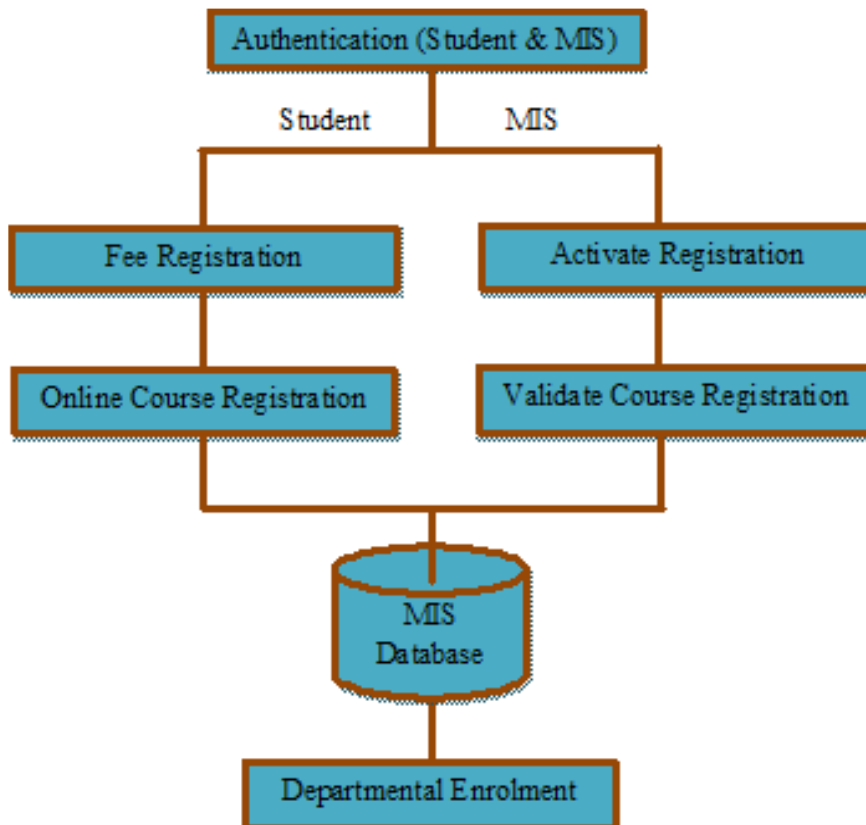 Authentication (Student & MIS)
Student
MIS
Fee Registration
Activate Registration
Online Course Registration
Validate Course Registration
MIS
Database
Departmental Enrolment